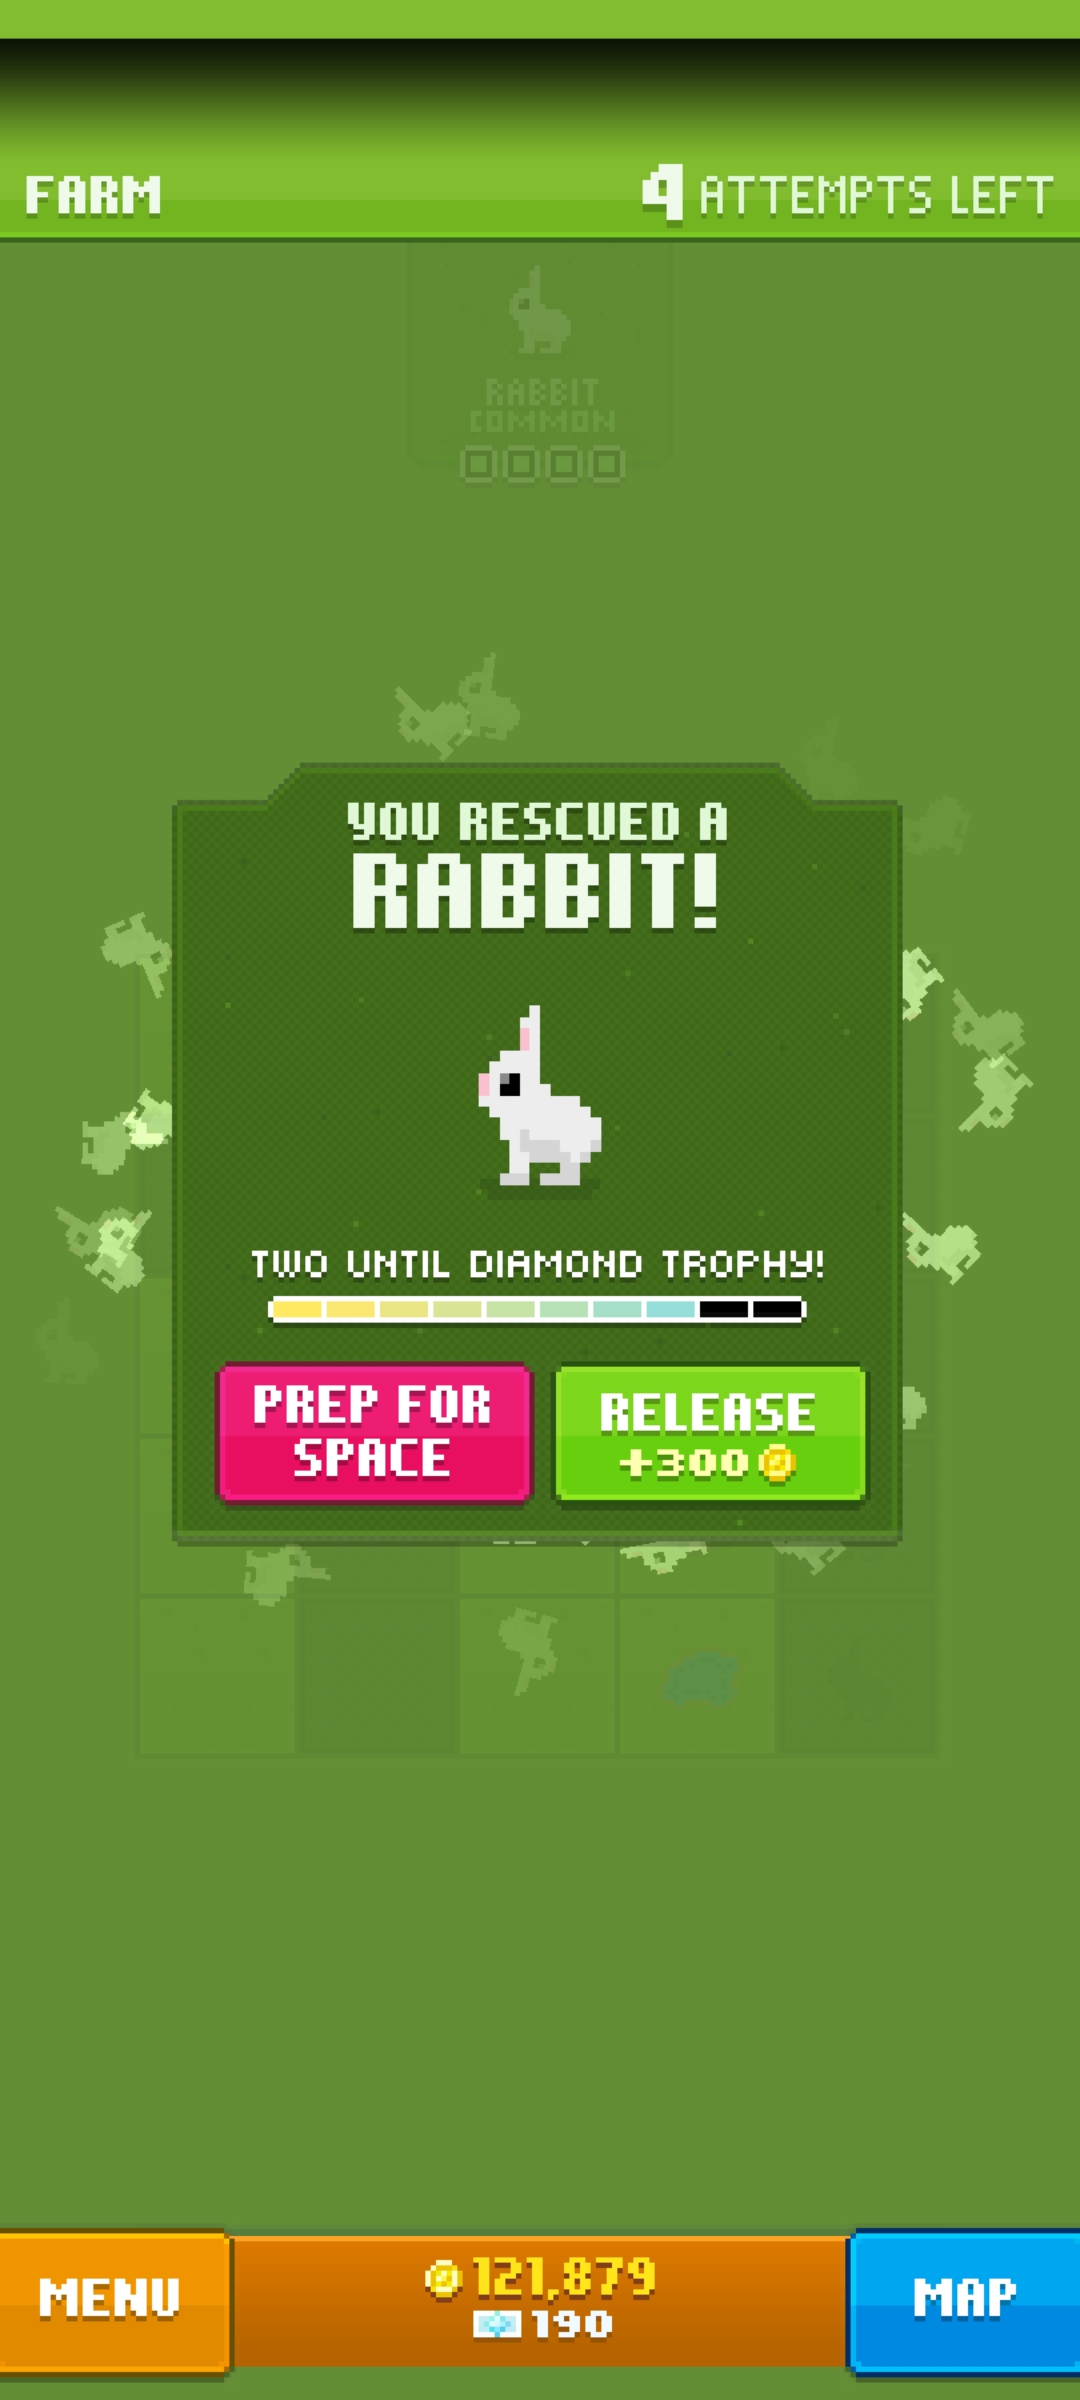 FARM
9 ATTEMPTS LEFT
RABBIT
COMMON
YOU RESCUED A
RABBIT!
TWO UNTIL DIAMOND TROPHY!
PREP FOR
SPACE
RELEASE
+300
MENU
121,879
190
MAP